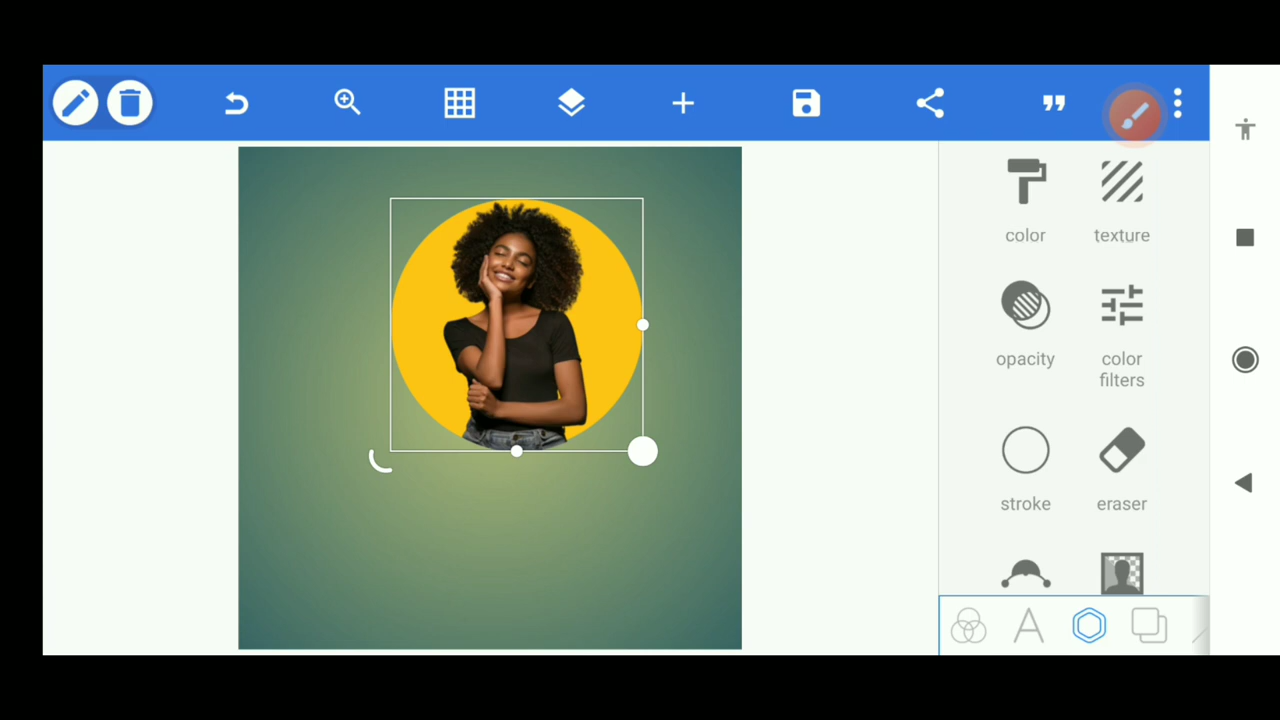 color
texture
opacity
color
filters
stroke
eraser